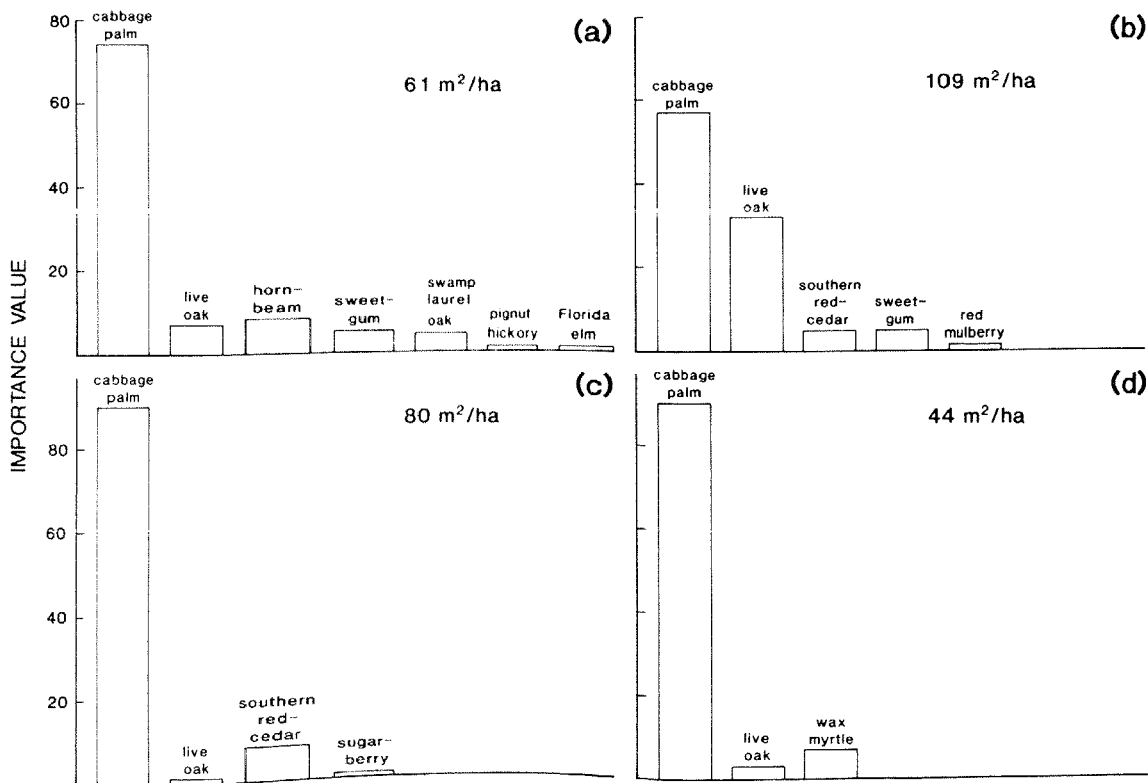 IMPORTANCE VALUE
(a)
61 m²/ha
80
60
40
20
cabbage
palm
live
oak
horn-
beam
sweet-
gum
swamp
laurel
oak
pignut
hickory
Florida
elm
(b)
109 m²/ha
cabbage
palm
live
oak
southern
red-
cedar
sweet-
gum
red
mulberry
(c)
80 m²/ha
80
60
40
20
cabbage
palm
live
oak
southern
red-
cedar
sugar-
berry
(d)
44 m²/ha
cabbage
palm
live
oak
wax
myrtle